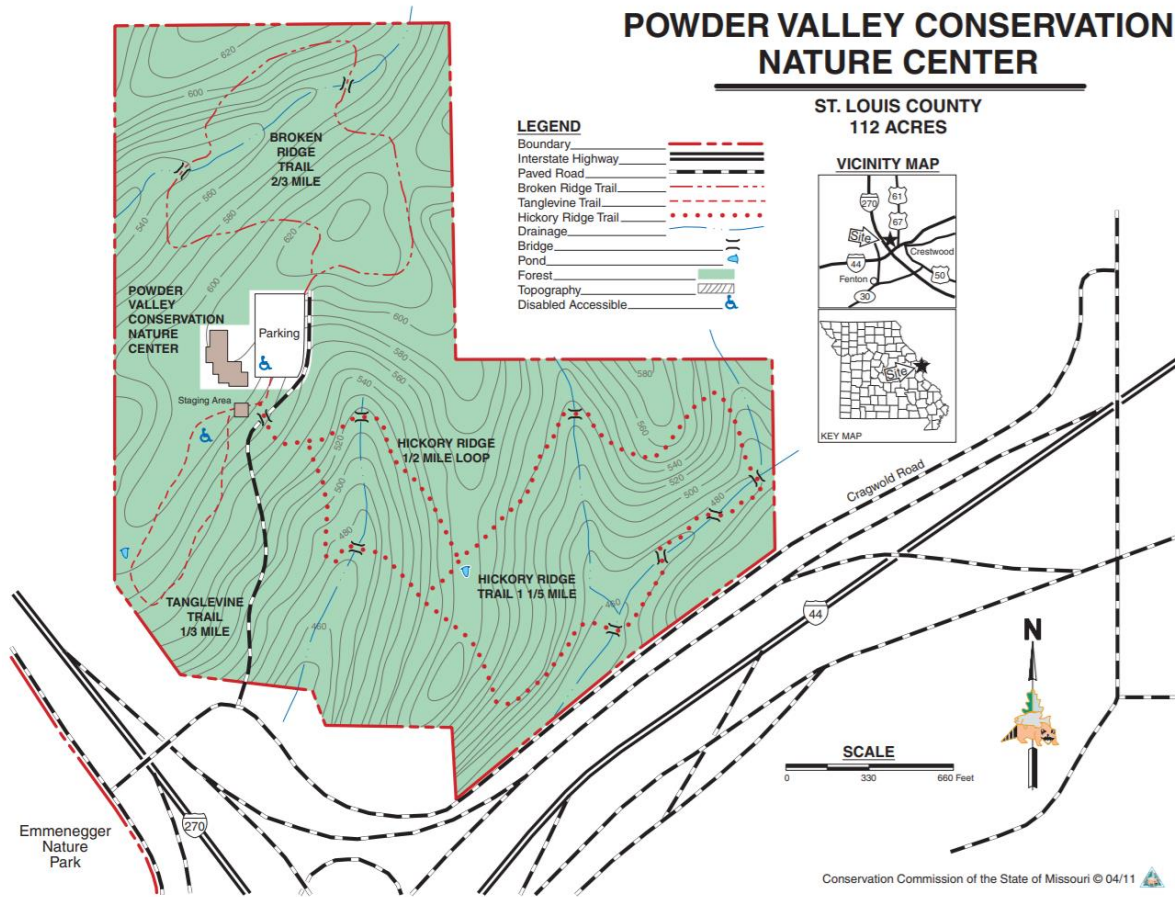 POWDER VALLEY CONSERVATION
NATURE CENTER
ST. LOUIS COUNTY
112 ACRES
LEGEND
Boundary
Interstate Highway
Paved Road
Broken Ridge Trail
Tanglevine Trail
Hickory Ridge Trail
Drainage
Bridge
Pond
Forest
Topography
Disabled Accessible
VICINITY MAP
270
61
67
Site
Crestwood
44
Fenton
50
30
Site
KEY MAP
620
600
BROKEN
RIDGE
TRAIL
2/3 MILE
560
540
580
620
600
POWDER
VALLEY
CONSERVATION
NATURE
CENTER
Parking
600
580
560
540
Staging Area
520
500
480
HICKORY RIDGE
1/2 MILE LOOP
580
560
540
520
500
480
HICKORY RIDGE
TRAIL 1 1/5 MILE
460
460
TANGLEVINE
TRAIL
1/3 MILE
Cragwold Road
44
N
SCALE
0 330 660 Feet
270
Emmenegger
Nature
Park
Conservation Commission of the State of Missouri © 04/11